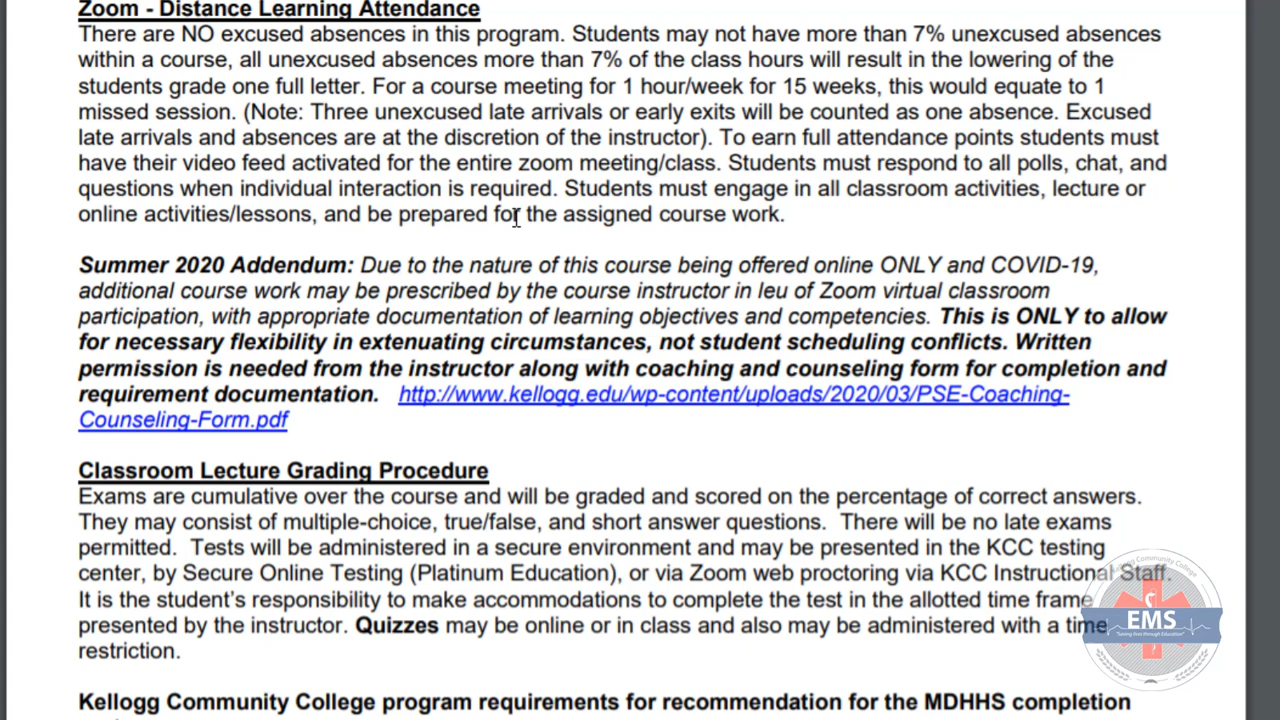 Zoom - Distance Learning Attendance
There are NO excused absences in this program. Students may not have more than 7% unexcused absences
within a course, all unexcused absences more than 7% of the class hours will result in the lowering of the
students grade one full letter. For a course meeting for 1 hour/week for 15 weeks, this would equate to 1
missed session. (Note: Three unexcused late arrivals or early exits will be counted as one absence. Excused
late arrivals and absences are at the discretion of the instructor). To earn full attendance points students must
have their video feed activated for the entire zoom meeting/class. Students must respond to all polls, chat, and
questions when individual interaction is required. Students must engage in all classroom activities, lecture or
online activities/lessons, and be prepared for the assigned course work.
Summer 2020 Addendum: Due to the nature of this course being offered online ONLY and COVID-19,
additional course work may be prescribed by the course instructor in leu of Zoom virtual classroom
participation, with appropriate documentation of learning objectives and competencies. This is ONLY to allow
for necessary flexibility in extenuating circumstances, not student scheduling conflicts. Written
permission is needed from the instructor along with coaching and counseling form for completion and
requirement documentation. http://www.kellogg.edu/wp-content/uploads/2020/03/PSE-Coaching-
Counseling-Form.pdf
Classroom Lecture Grading Procedure
Exams are cumulative over the course and will be graded and scored on the percentage of correct answers.
They may consist of multiple-choice, true/false, and short answer questions. There will be no late exams
permitted. Tests will be administered in a secure environment and may be presented in the KCC testing
center, by Secure Online Testing (Platinum Education), or via Zoom web proctoring via KCC Instructional Staff.
It is the student's responsibility to make accommodations to complete the test in the allotted time frame
presented by the instructor. Quizzes may be online or in class and also may be administered with a time
restriction.
Kellogg Community College program requirements for recommendation for the MDHHS completion
Kellogg Community College
EMS
"Saving lives through Education"